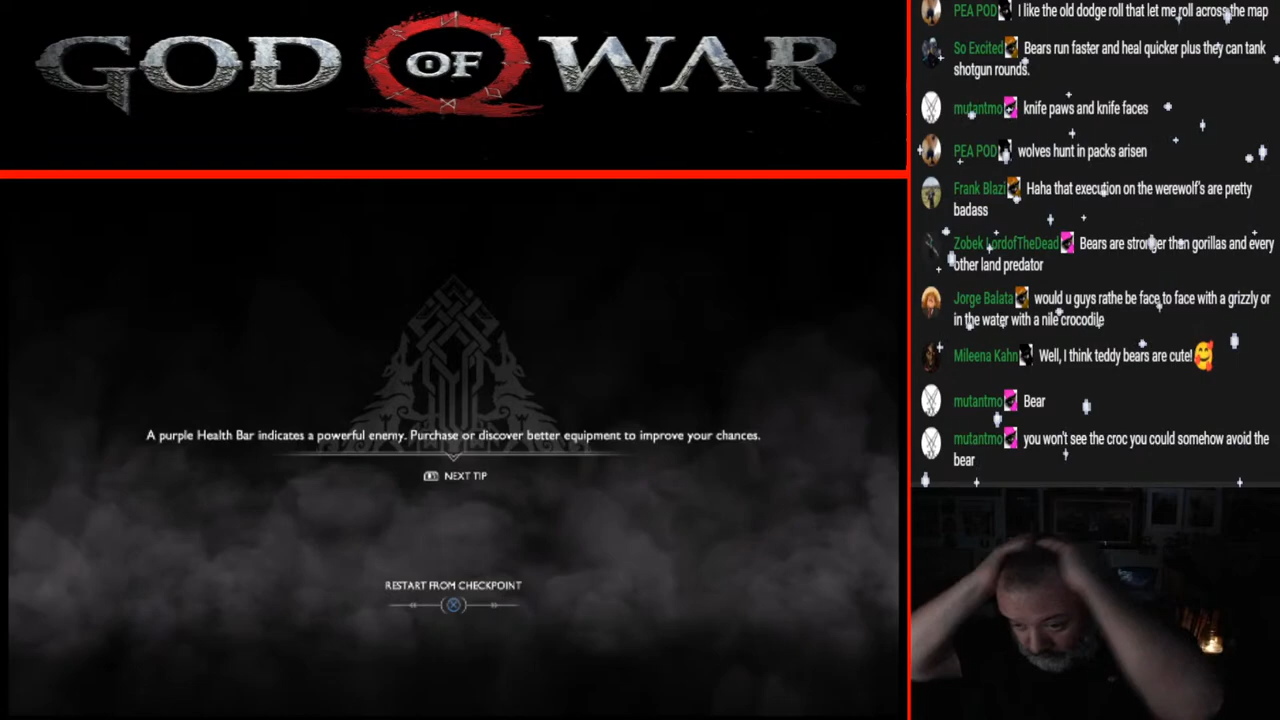 GOD OF WAR
A purple Health Bar indicates a powerful enemy. Purchase or discover better equipment to improve your chances.
NEXT TIP
RESTART FROM CHECKPOINT
PEA POD I like the old dodge roll that let me roll across the map
So Excited Bears run faster and heal quicker plus they can tank
shotgun rounds.
mutantmo knife paws and knife faces
PEA POD wolves hunt in packs arisen
Frank Blazi Haha that execution on the werewolf's are pretty
badass
Zobek LordofTheDead Bears are stronger than gorillas and every
other land predator
Jorge Balata would u guys rathe be face to face with a grizzly or
in the water with a nile crocodile
Mileena Kahn Well, I think teddy bears are cute! 🥰
mutantmo Bear
mutantmo you won't see the croc you could somehow avoid the
bear